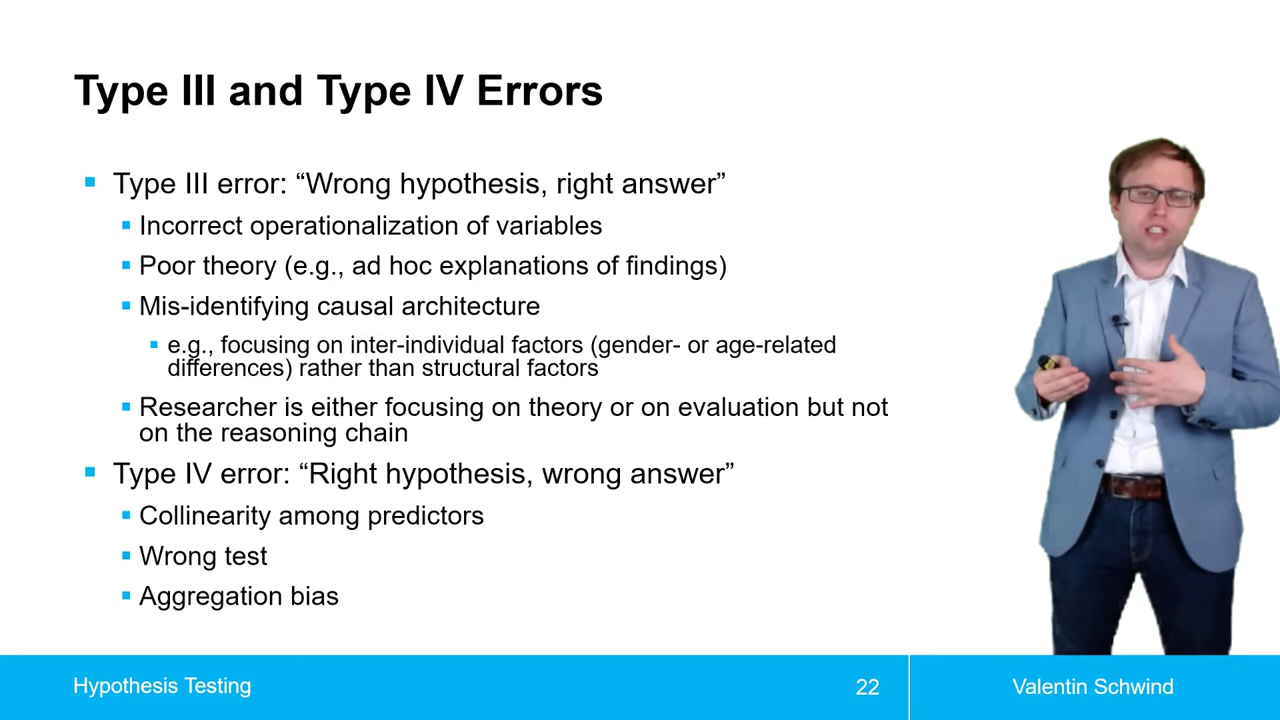 Type III and Type IV Errors
Type III error: “Wrong hypothesis, right answer”
Incorrect operationalization of variables
Poor theory (e.g., ad hoc explanations of findings)
Mis-identifying causal architecture
e.g., focusing on inter-individual factors (gender- or age-related
differences) rather than structural factors
Researcher is either focusing on theory or on evaluation but not
on the reasoning chain
Type IV error: “Right hypothesis, wrong answer”
Collinearity among predictors
Wrong test
Aggregation bias
Hypothesis Testing
22
Valentin Schwind